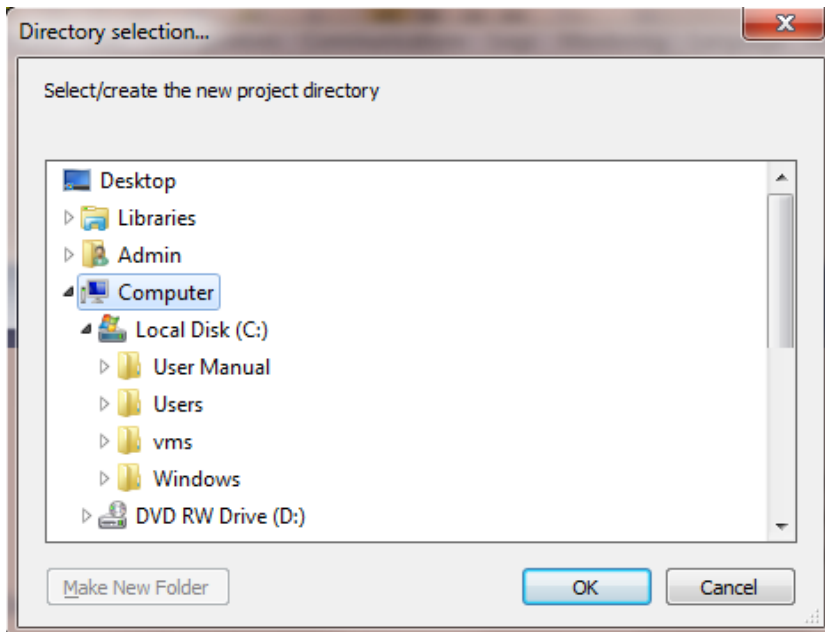 Directory selection...
Select/create the new project directory
Desktop
Libraries
Admin
Computer
Local Disk (C:)
User Manual
Users
vms
Windows
DVD RW Drive (D:)
Make New Folder
OK
Cancel